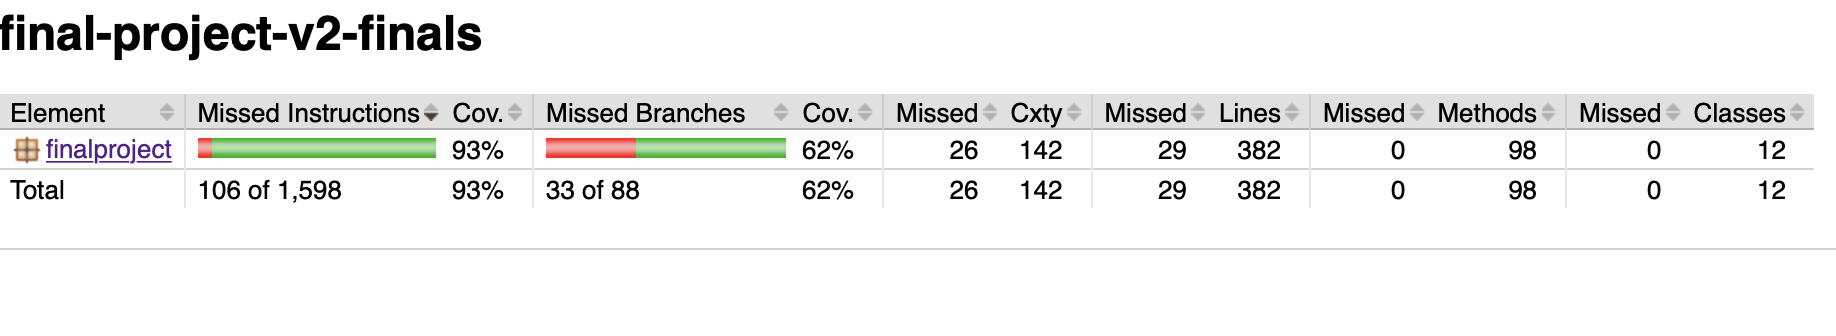 final-project-v2-finals
Element Missed Instructions Cov. Missed Branches Cov. Missed Cxty Missed Lines Missed Methods Missed Classes
finalproject 93% 62% 26 142 29 382 0 98 0 12
Total 106 of 1,598 93% 33 of 88 62% 26 142 29 382 0 98 0 12